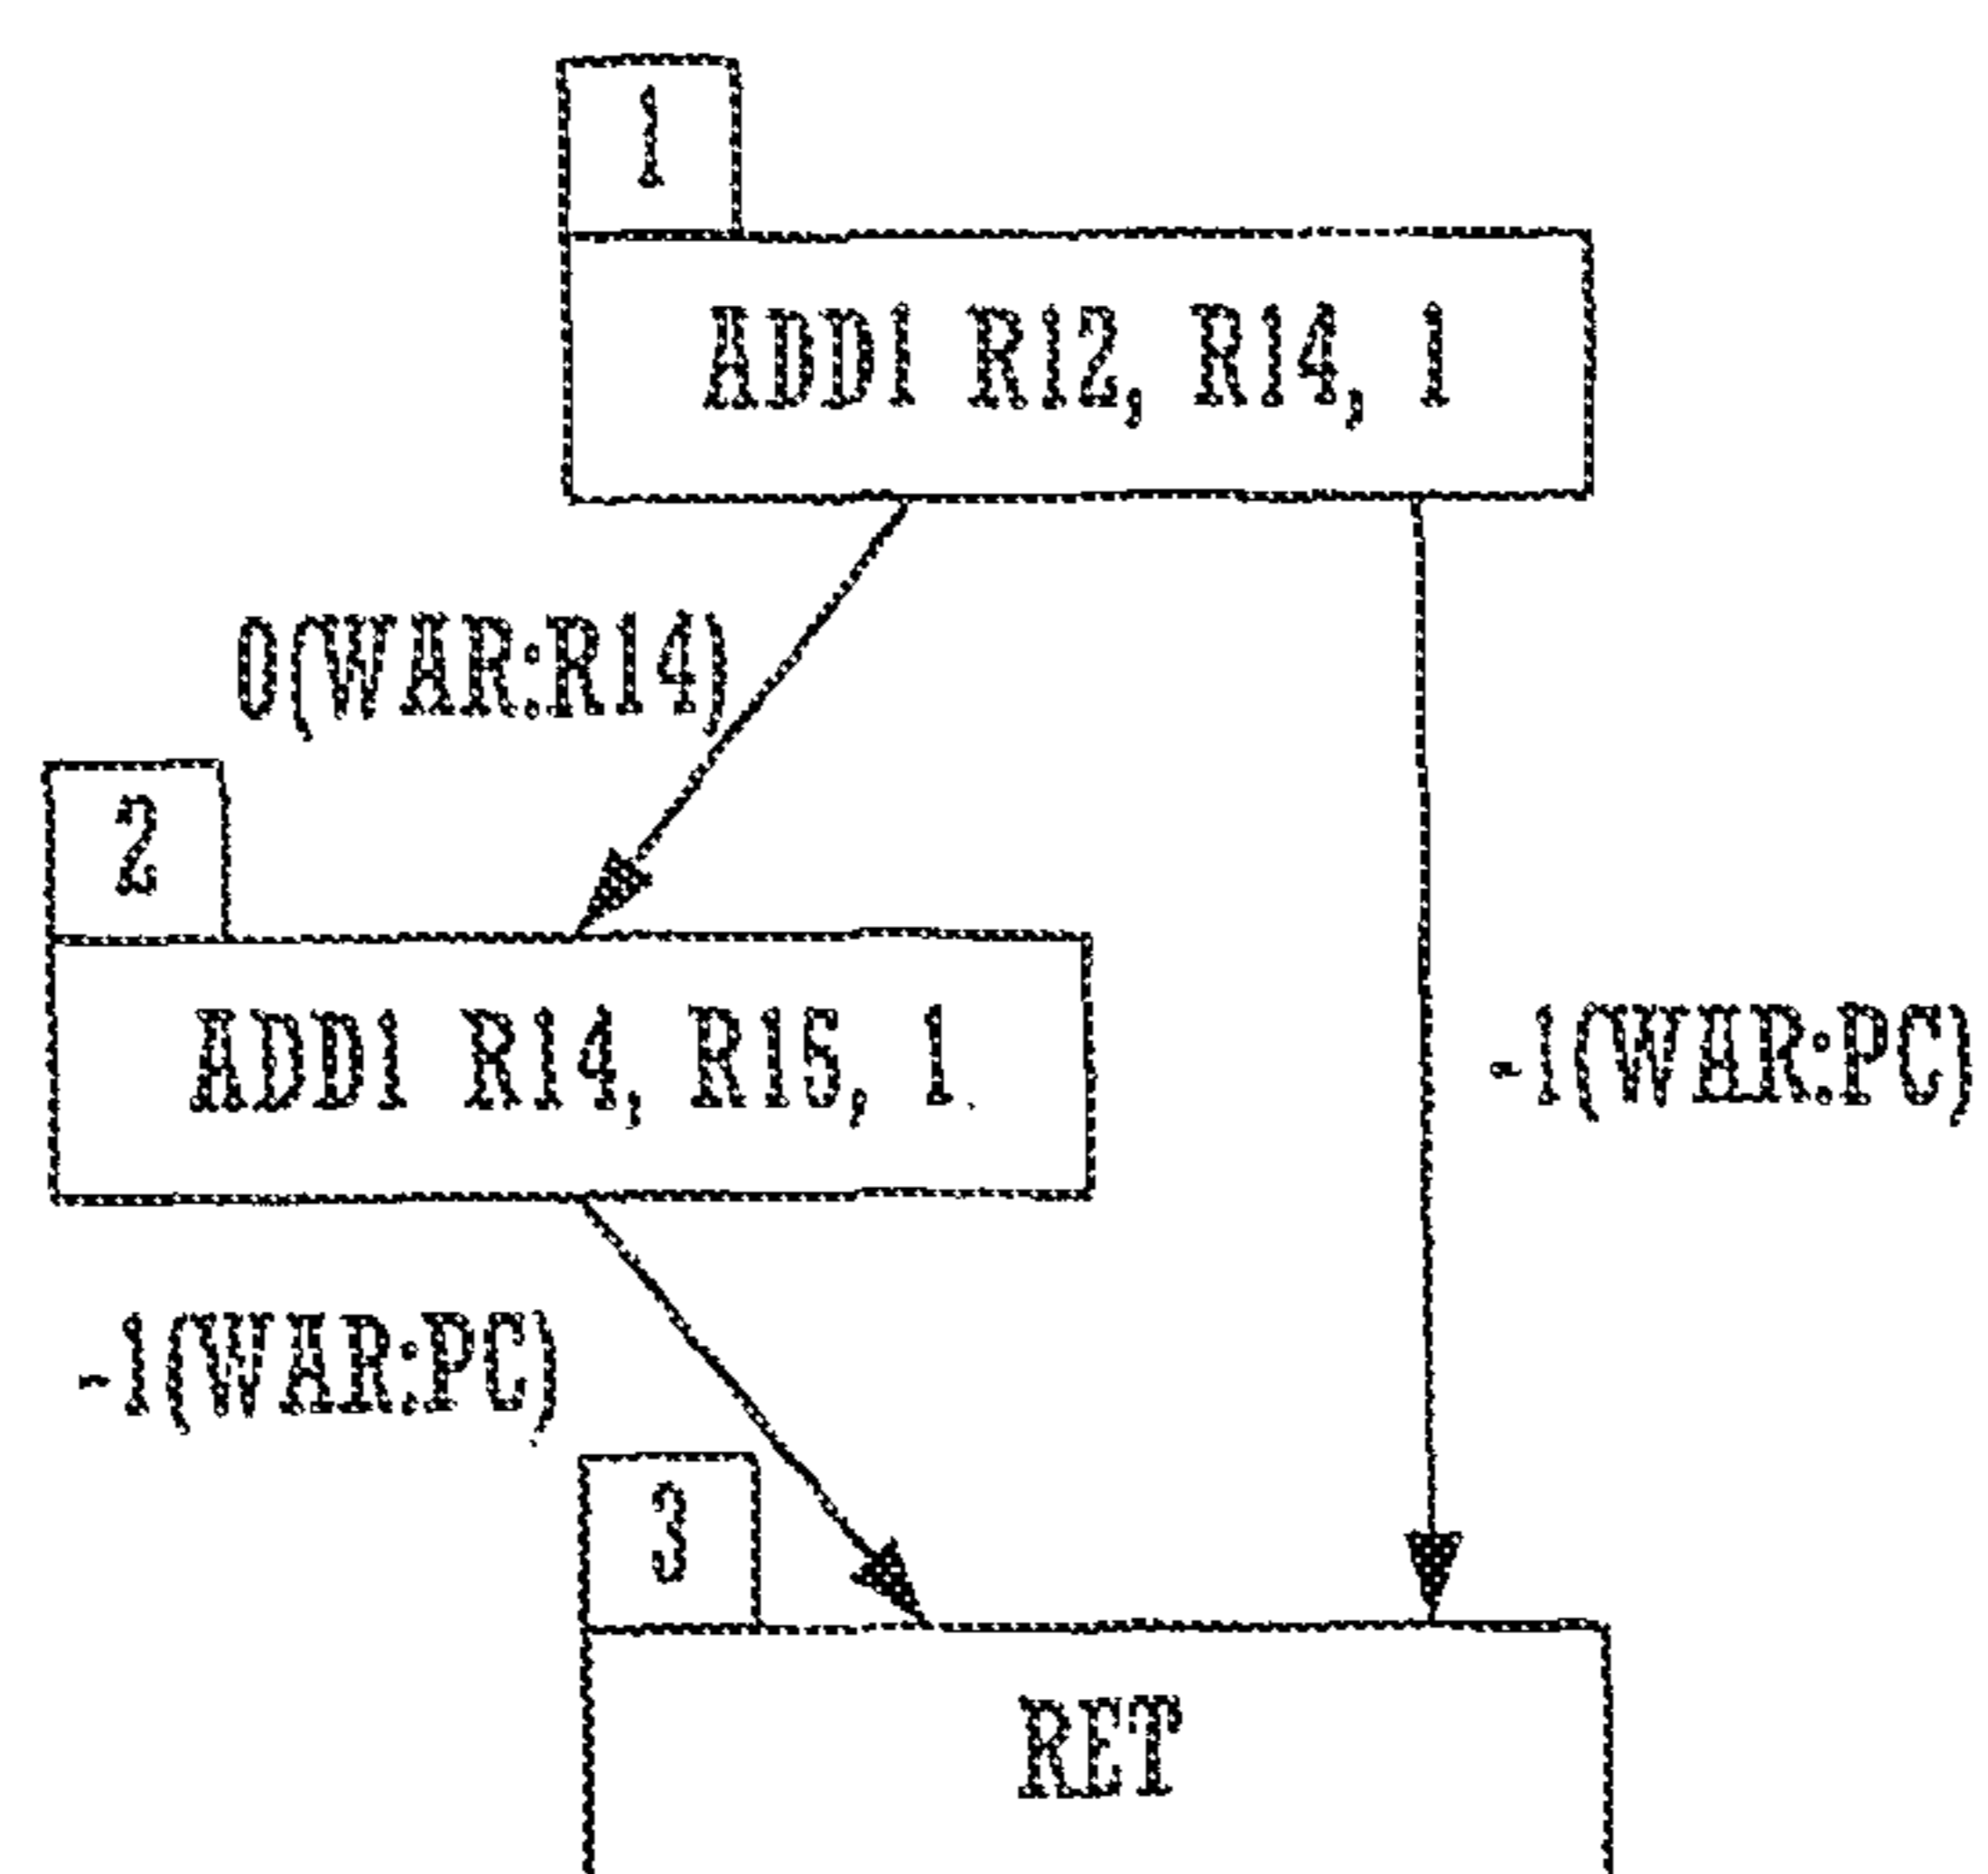 1
ADD1 R12, R14, 1
0(WAR:R14)
2
ADD1 R14, R15, 1
-1(WAR:PC)
-1(WAR:PC)
3
RET